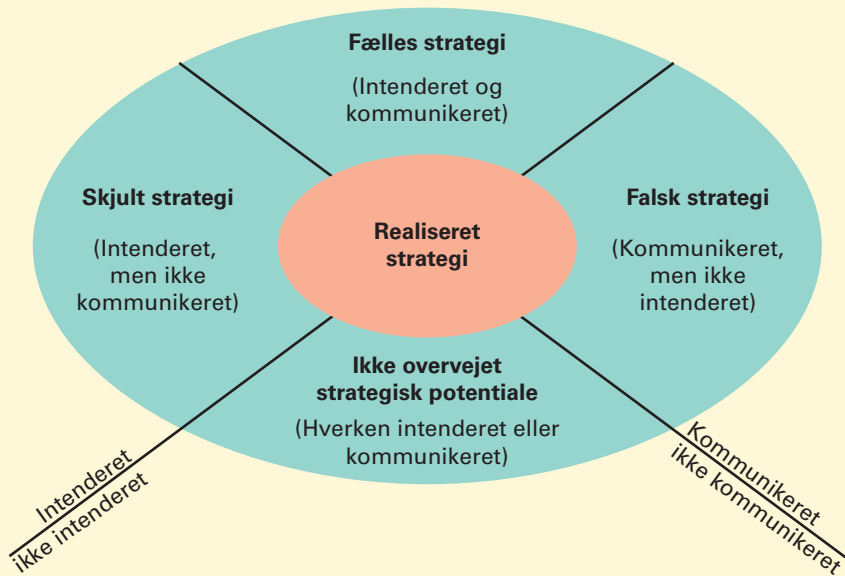 Fælles strategi
(Intenderet og
kommunikeret)
Skjult strategi
(Intenderet,
men ikke
kommunikeret)
Realiseret
strategi
Falsk strategi
(Kommunikeret,
men ikke
intenderet)
Ikke overvejet
strategisk potentiale
(Hverken intenderet eller
kommunikeret)
Intenderet
ikke intenderet
Kommunikeret
ikke kommunikeret